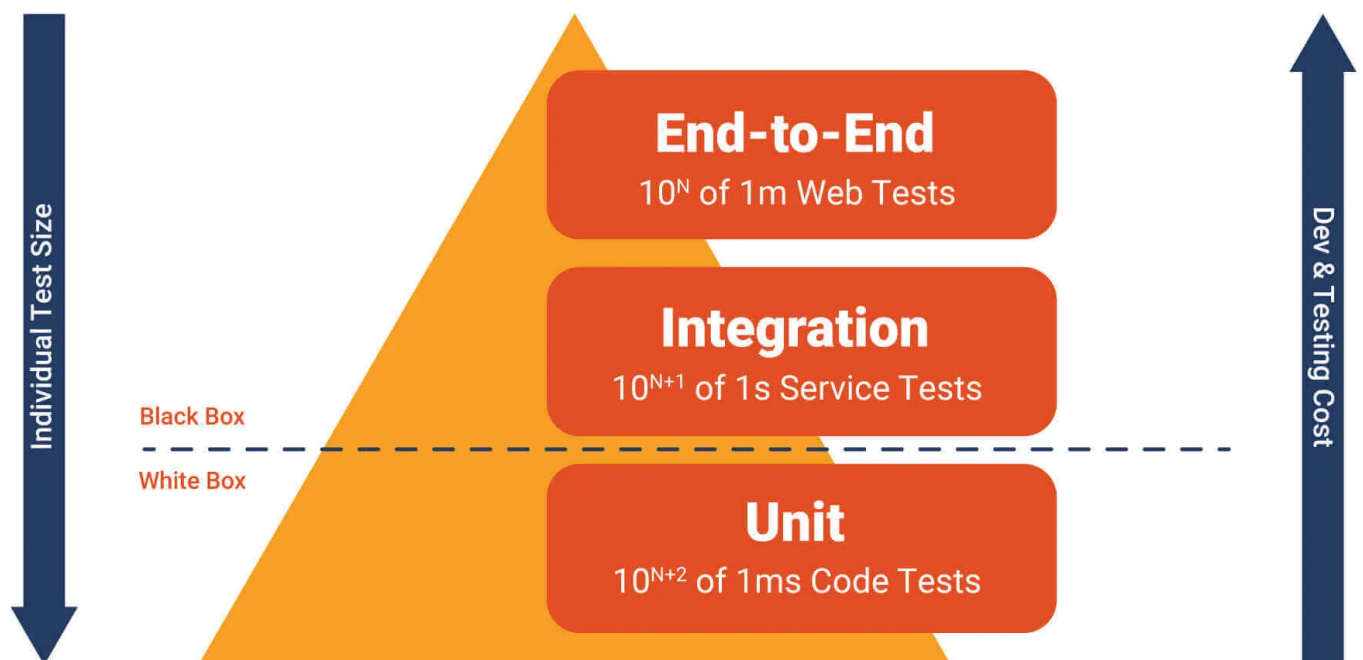 End-to-End
10ᴺ of 1m Web Tests
Individual Test Size
Dev & Testing Cost
Integration
10ᴺ⁺¹ of 1s Service Tests
Black Box
White Box
Unit
10ᴺ⁺² of 1ms Code Tests